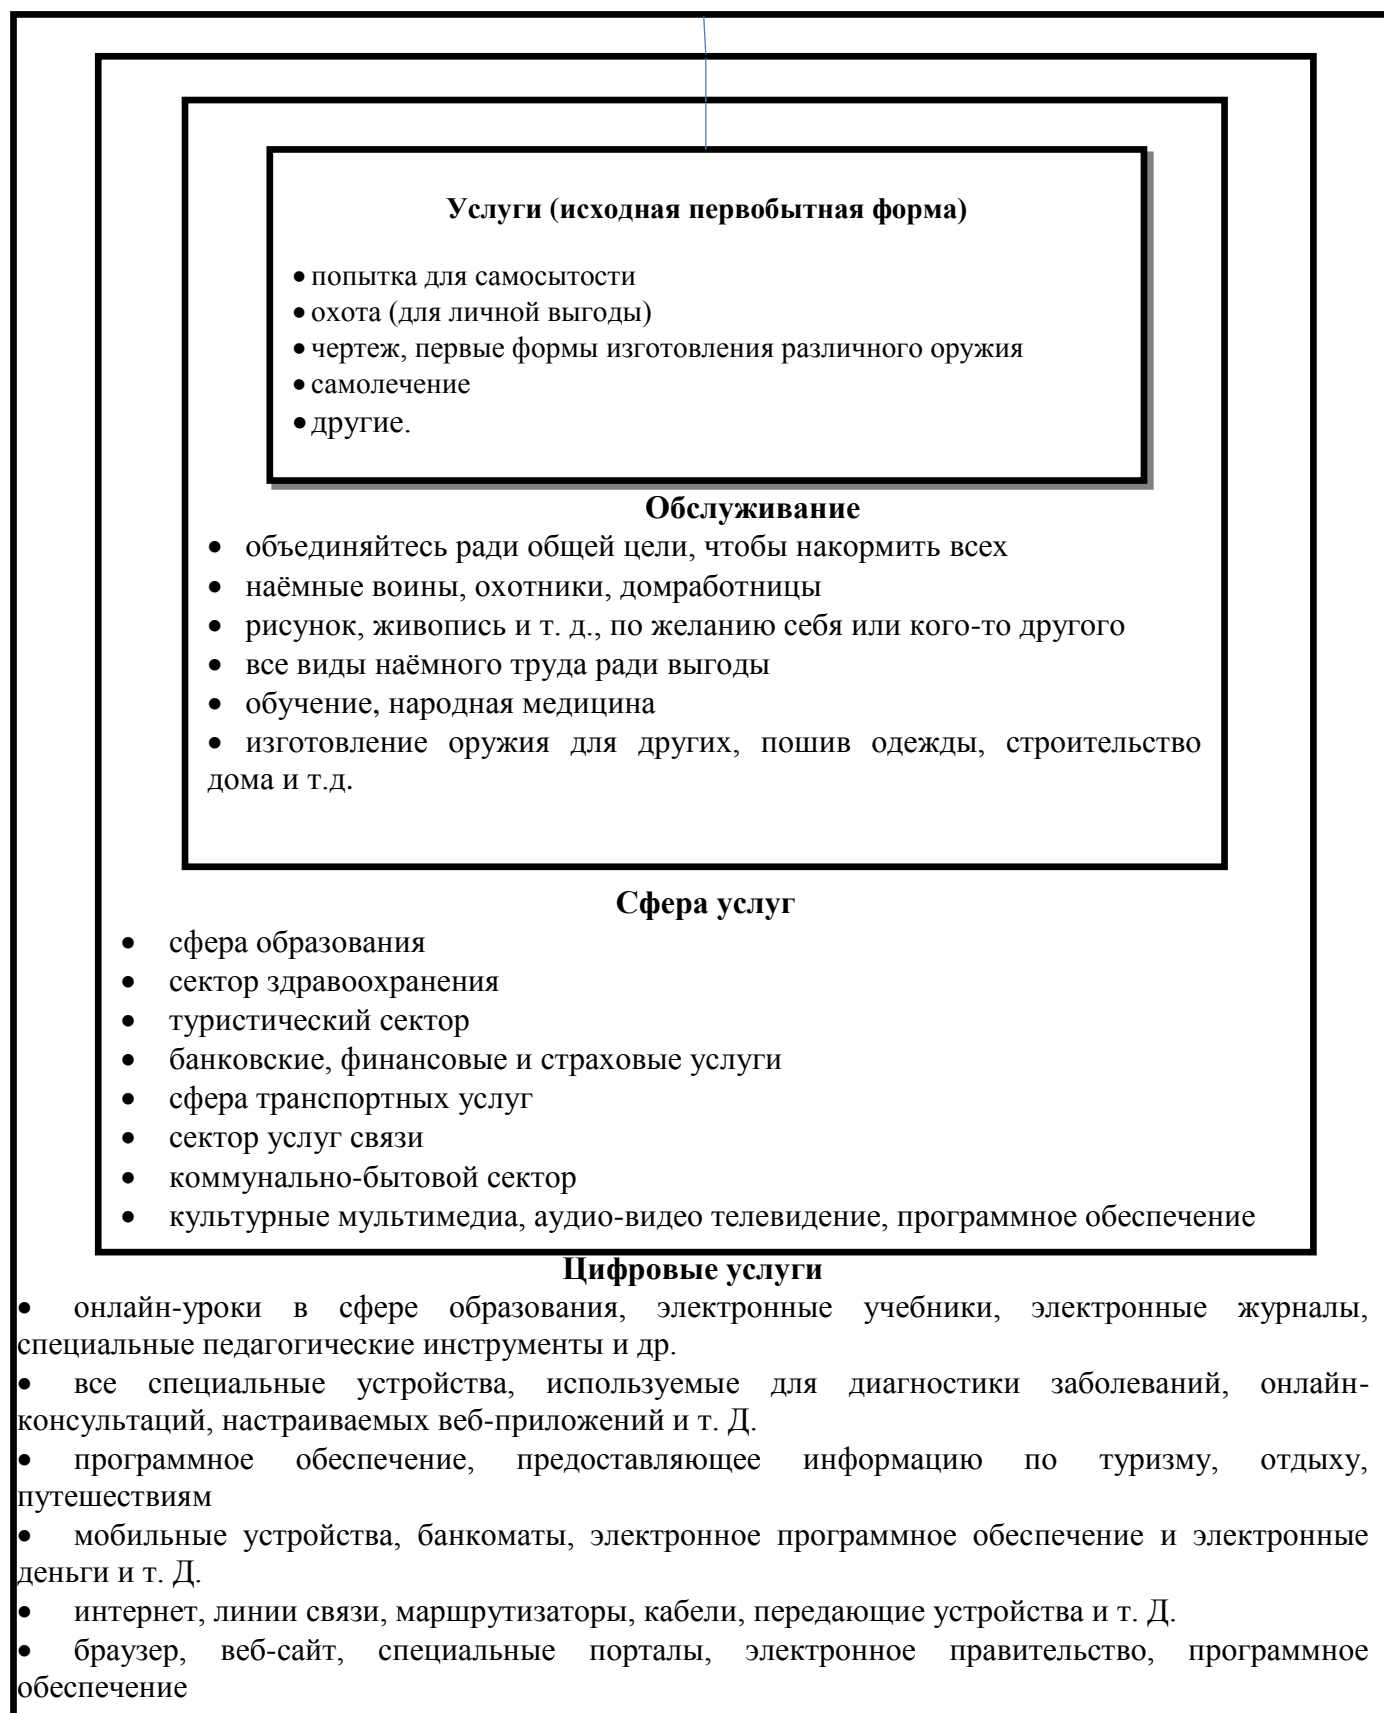 Услуги (исходная первобытная форма)
• попытка для самосытости
• охота (для личной выгоды)
• чертеж, первые формы изготовления различного оружия
• самолечение
• другие.
Обслуживание
• объединяйтесь ради общей цели, чтобы накормить всех
• наёмные воины, охотники, домработницы
• рисунок, живопись и т. д., по желанию себя или кого-то другого
• все виды наёмного труда ради выгоды
• обучение, народная медицина
• изготовление оружия для других, пошив одежды, строительство
дома и т.д.
Сфера услуг
• сфера образования
• сектор здравоохранения
• туристический сектор
• банковские, финансовые и страховые услуги
• сфера транспортных услуг
• сектор услуг связи
• коммунально-бытовой сектор
• культурные мультимедиа, аудио-видео телевидение, программное обеспечение
Цифровые услуги
• онлайн-уроки в сфере образования, электронные учебники, электронные журналы,
специальные педагогические инструменты и др.
• все специальные устройства, используемые для диагностики заболеваний, онлайн-
консультаций, настраиваемых веб-приложений и т. Д.
• программное обеспечение, предоставляющее информацию по туризму, отдыху,
путешествиям
• мобильные устройства, банкоматы, электронное программное обеспечение и электронные
деньги и т. Д.
• интернет, линии связи, маршрутизаторы, кабели, передающие устройства и т. Д.
• браузер, веб-сайт, специальные порталы, электронное правительство, программное
обеспечение